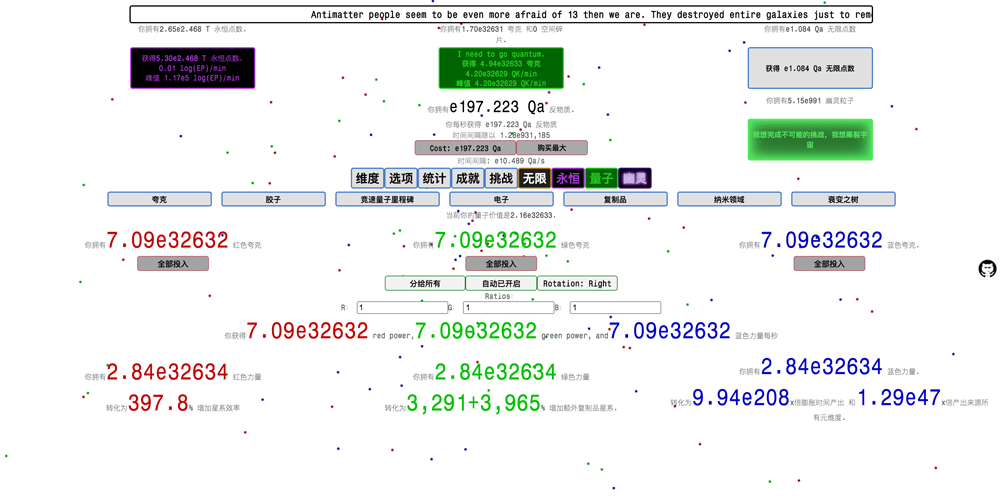 Antimatter people seem to be even more afraid of 13 then we are. They destroyed entire galaxies just to rem
你拥有2.65e2.468 T 永恒点数.
你拥有1.70e32631 夸克 和0 空间碎片.
你拥有e1.084 Qa 无限点数
获得5.30e2.468 T 永恒点数.
0.01 log(EP)/min
峰值 1.17e5 log(EP)/min
I need to go quantum.
获得 4.94e32633 夸克
4.20e32629 QK/min
峰值 4.20e32629 QK/min
获得 e1.084 Qa 无限点数
你拥有e197.223 Qa 反物质.
你拥有5.15e991 幽灵粒子
你每秒获得 e197.223 Qa 反物质
时间间隔除以 1.28e931,185
我想完成不可能的挑战，我想撕裂宇宙
Cost: e197.223 Qa
购买最大
时间间隔: e10.489 Qa/s
维度 选项 统计 成就 挑战 无限 永恒 量子 幽灵
夸克 胶子 竞速量子里程碑 电子 复制品 纳米领域 衰变之树
当前你的量子价值是2.16e32633.
你拥有7.09e32632 红色夸克
你拥有7.09e32632 绿色夸克
你拥有7.09e32632 蓝色夸克.
全部投入 全部投入 全部投入
分给所有 自动已开启 Rotation: Right
Ratios:
R: 1 G: 1 B: 1
你获得7.09e32632 red power, 7.09e32632 green power, and7.09e32632 蓝色力量每秒
你拥有2.84e32634 红色力量
你拥有2.84e32634 绿色力量
你拥有2.84e32634 蓝色力量.
转化为397.8% 增加星系效率
转化为3,291+3,965% 增加额外复制品星系.
转化为9.94e208x倍膨胀时间产出 和 1.29e47x倍产出来源所有元维度.